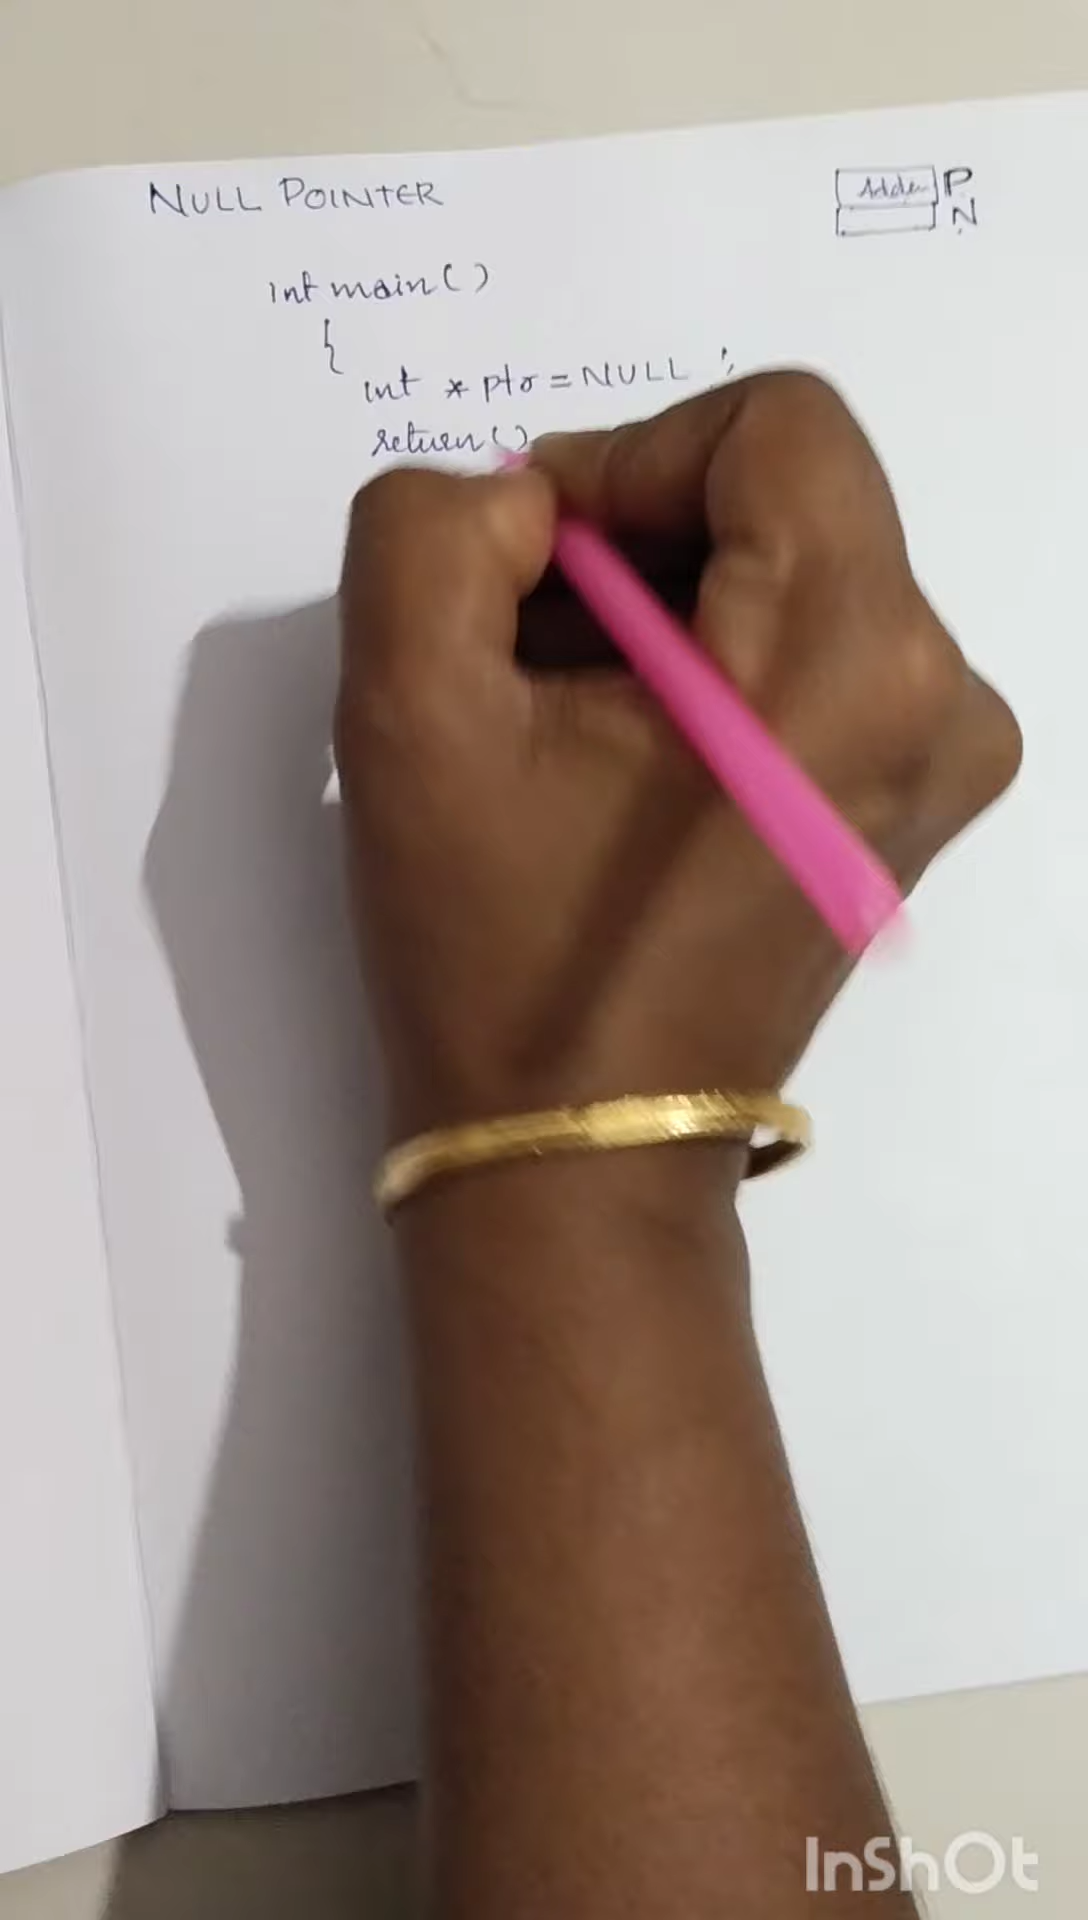 NULL POINTER
Addr P
N
int main ( )
{
int * ptr = NULL ;
return ( )
InShOt